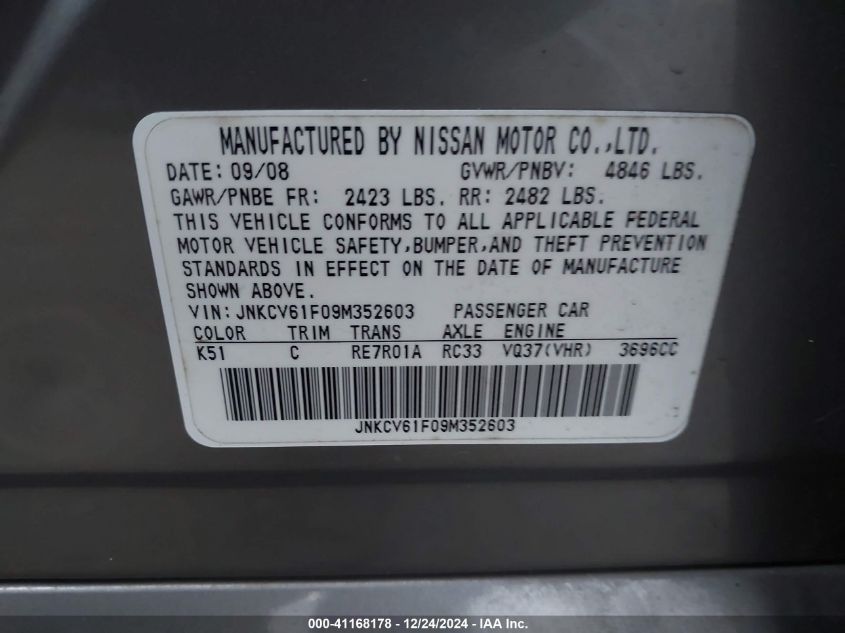 MANUFACTURED BY NISSAN MOTOR CO.,LTD.
DATE: 09/08 GVWR/PNBV: 4846 LBS.
GAWR/PNBE FR: 2423 LBS. RR: 2482 LBS.
THIS VEHICLE CONFORMS TO ALL APPLICABLE FEDERAL
MOTOR VEHICLE SAFETY,BUMPER,AND THEFT PREVENTION
STANDARDS IN EFFECT ON THE DATE OF MANUFACTURE
SHOWN ABOVE.
VIN: JNKCV61F09M352603 PASSENGER CAR
COLOR TRIM TRANS AXLE ENGINE
K51 C RE7R01A RC33 VQ37(VHR) 3696CC
JNKCV61F09M352603
000-41168178 - 12/24/2024 - IAA Inc.